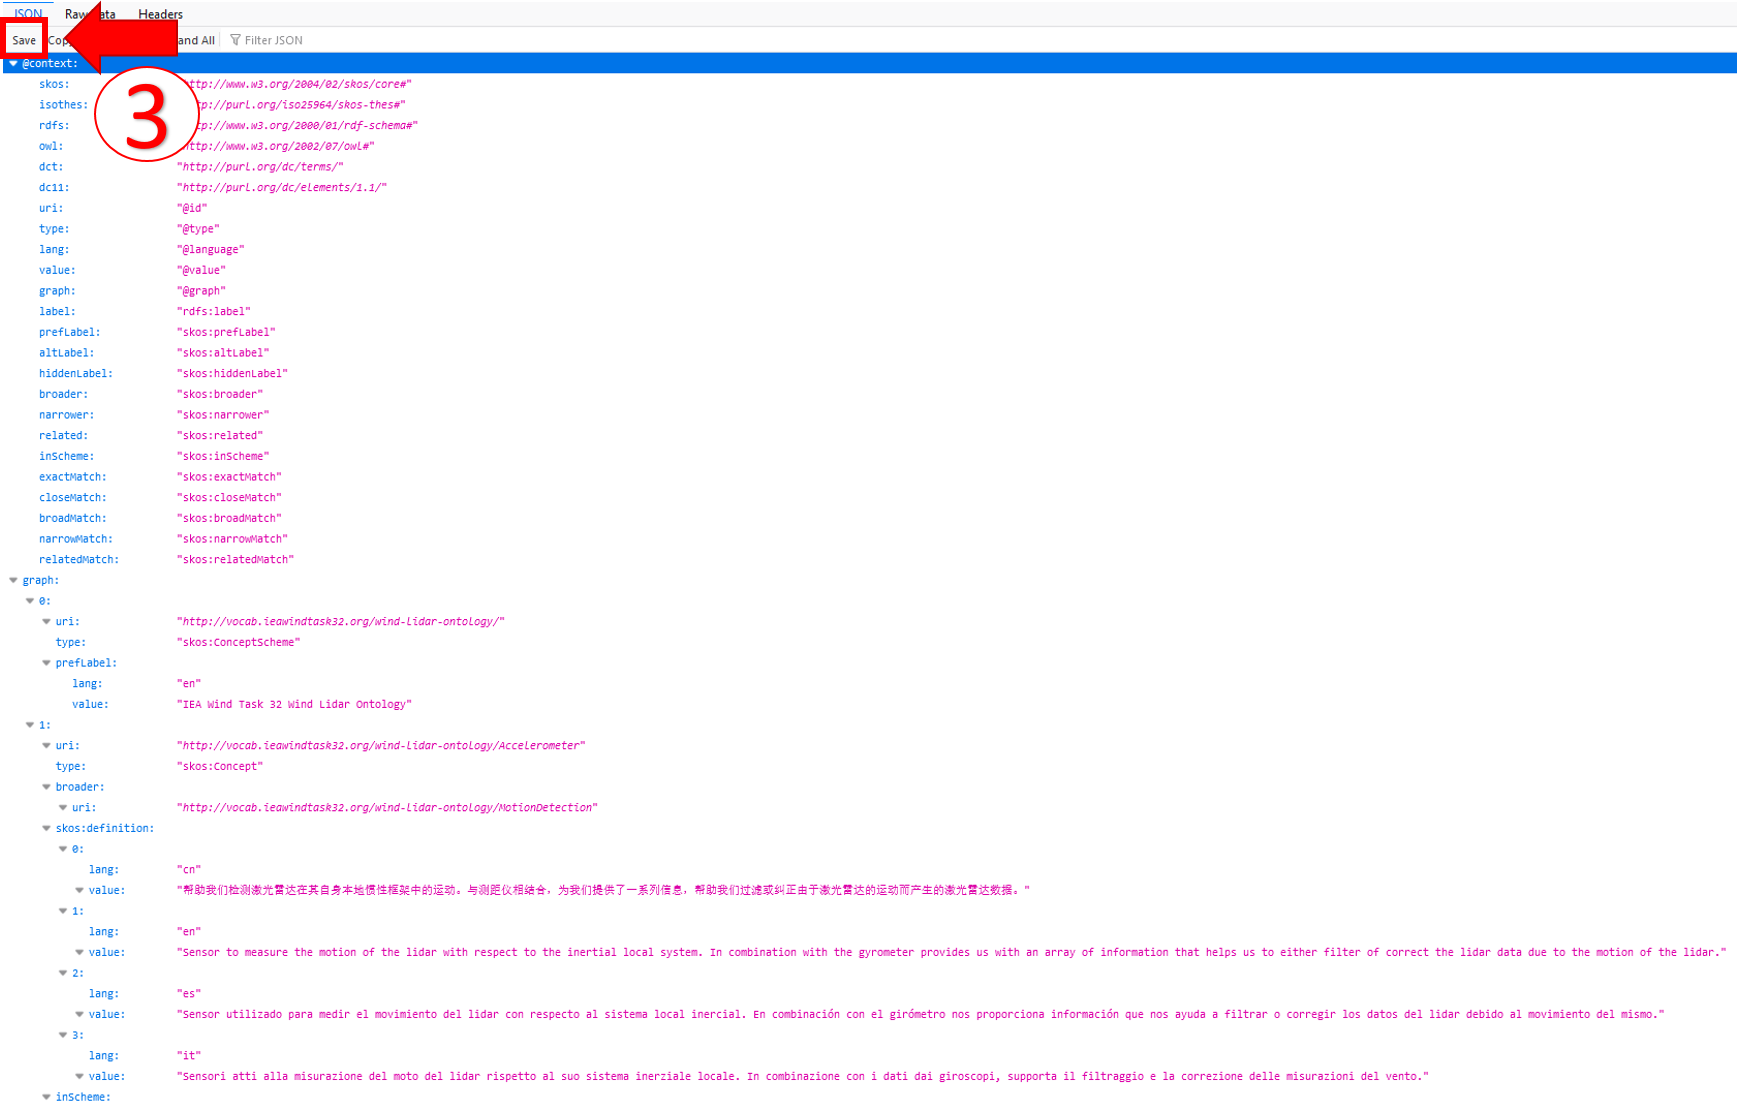 JSON Raw Data Headers
Save and All Filter JSON
3
@context:
skos: http://www.w3.org/2004/02/skos/core#"
isothes: http://purl.org/iso25964/skos-thes#"
rdfs: http://www.w3.org/2000/01/rdf-schema#"
owl: http://www.w3.org/2002/07/owl#"
dct: "http://purl.org/dc/terms/"
dc11: "http://purl.org/dc/elements/1.1/"
uri: "@id"
type: "@type"
lang: "@language"
value: "@value"
graph: "@graph"
label: "rdfs:label"
prefLabel: "skos:prefLabel"
altLabel: "skos:altLabel"
hiddenLabel: "skos:hiddenLabel"
broader: "skos:broader"
narrower: "skos:narrower"
related: "skos:related"
inScheme: "skos:inScheme"
exactMatch: "skos:exactMatch"
closeMatch: "skos:closeMatch"
broadMatch: "skos:broadMatch"
narrowMatch: "skos:narrowMatch"
relatedMatch: "skos:relatedMatch"
graph:
0:
uri: "http://vocab.ieawindtask32.org/wind-lidar-ontology/"
type: "skos:ConceptScheme"
prefLabel:
lang: "en"
value: "IEA Wind Task 32 Wind Lidar Ontology"
1:
uri: "http://vocab.ieawindtask32.org/wind-lidar-ontology/Accelerometer"
type: "skos:Concept"
broader:
uri: "http://vocab.ieawindtask32.org/wind-lidar-ontology/MotionDetection"
skos:definition:
0:
lang: "cn"
value: "帮助我们检测激光雷达在其自身本地惯性框架中的运动。与测距仪相结合，为我们提供了一系列信息，帮助我们过滤或纠正由于激光雷达的运动而产生的激光雷达数据。"
1:
lang: "en"
value: "Sensor to measure the motion of the lidar with respect to the inertial local system. In combination with the gyrometer provides us with an array of information that helps us to either filter of correct the lidar data due to the motion of the lidar."
2:
lang: "es"
value: "Sensor utilizado para medir el movimiento del lidar con respecto al sistema local inercial. En combinación con el girómetro nos proporciona información que nos ayuda a filtrar o corregir los datos del lidar debido al movimiento del mismo."
3:
lang: "it"
value: "Sensori atti alla misurazione del moto del lidar rispetto al suo sistema inerziale locale. In combinazione con i dati dai giroscopi, supporta il filtraggio e la correzione delle misurazioni del vento."
inScheme: